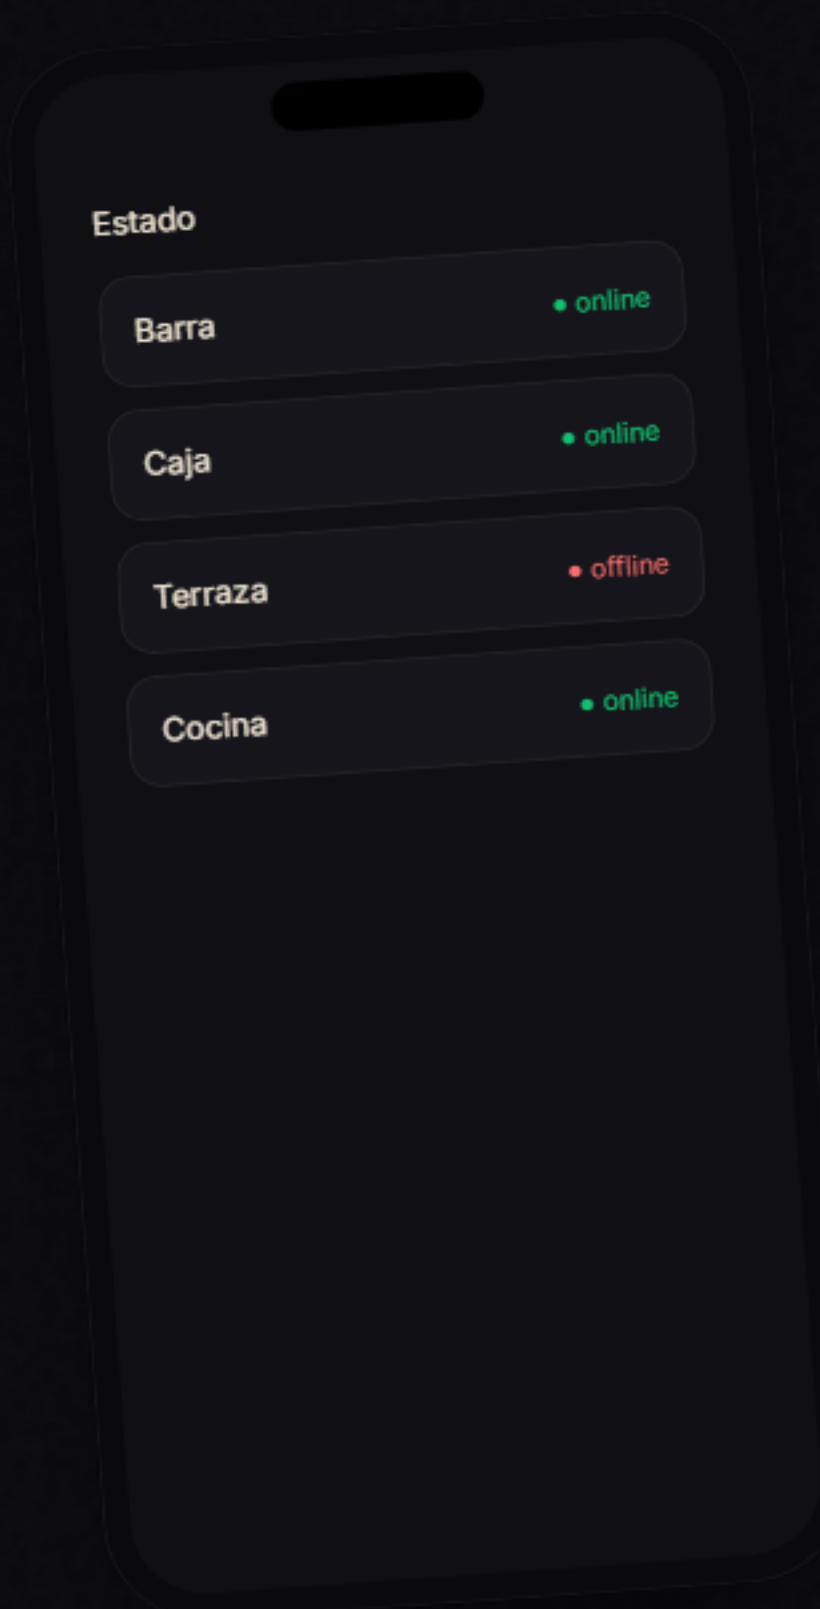 Estado
Barra
online
Caja
online
Terraza
offline
Cocina
online